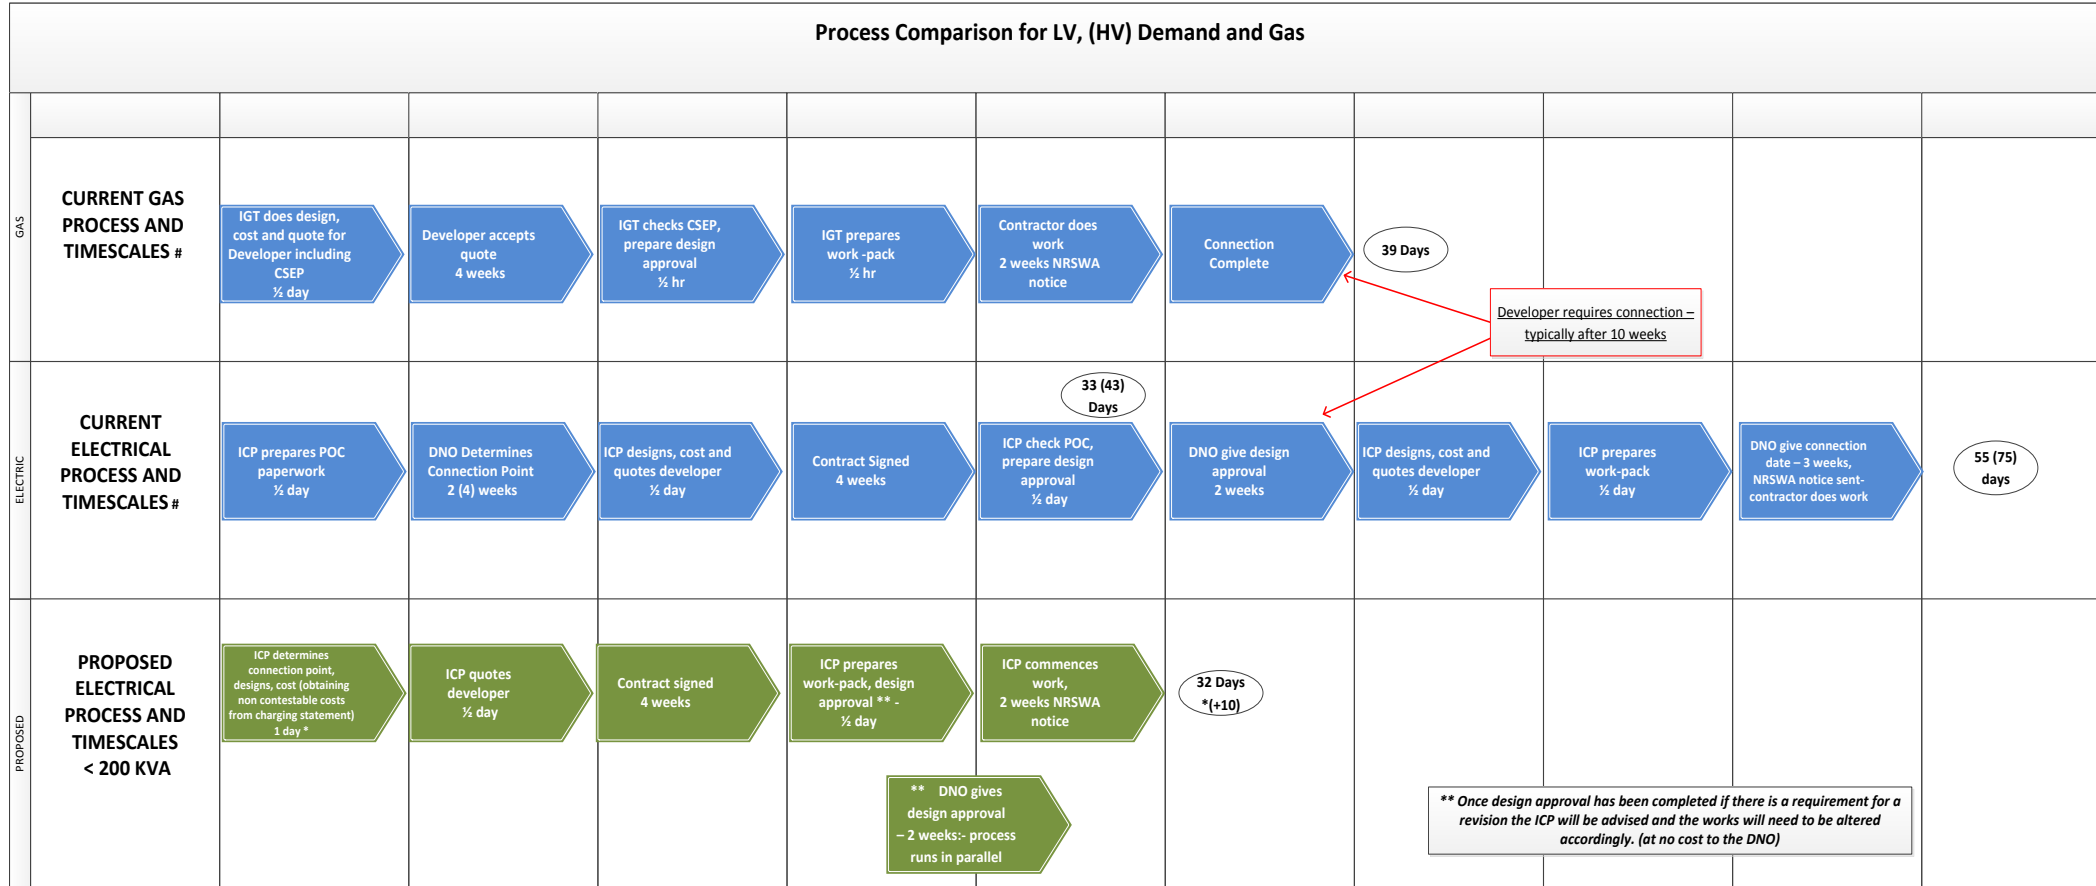 Process Comparison for LV, (HV) Demand and Gas
GAS
CURRENT GAS
PROCESS AND
TIMESCALES #
IGT does design,
cost and quote for
Developer including
CSEP
½ day
Developer accepts
quote
4 weeks
IGT checks CSEP,
prepare design
approval
½ hr
IGT prepares
work -pack
½ hr
Contractor does
work
2 weeks NRSWA
notice
Connection
Complete
39 Days
Developer requires connection –
typically after 10 weeks
ELECTRIC
CURRENT
ELECTRICAL
PROCESS AND
TIMESCALES #
ICP prepares POC
paperwork
½ day
DNO Determines
Connection Point
2 (4) weeks
ICP designs, cost and
quotes developer
½ day
Contract Signed
4 weeks
33 (43)
Days
ICP check POC,
prepare design
approval
½ day
DNO give design
approval
2 weeks
ICP designs, cost and
quotes developer
½ day
ICP prepares
work-pack
½ day
DNO give connection
date – 3 weeks,
NRSWA notice sent-
contractor does work
55 (75)
days
PROPOSED
PROPOSED
ELECTRICAL
PROCESS AND
TIMESCALES
< 200 KVA
ICP determines
connection point,
designs, cost (obtaining
non contestable costs
from charging statement)
1 day *
ICP quotes
developer
½ day
Contract signed
4 weeks
ICP prepares
work-pack, design
approval ** -
½ day
ICP commences
work,
2 weeks NRSWA
notice
32 Days
*(+10)
** DNO gives
design approval
– 2 weeks:- process
runs in parallel
** Once design approval has been completed if there is a requirement for a
revision the ICP will be advised and the works will need to be altered
accordingly. (at no cost to the DNO)